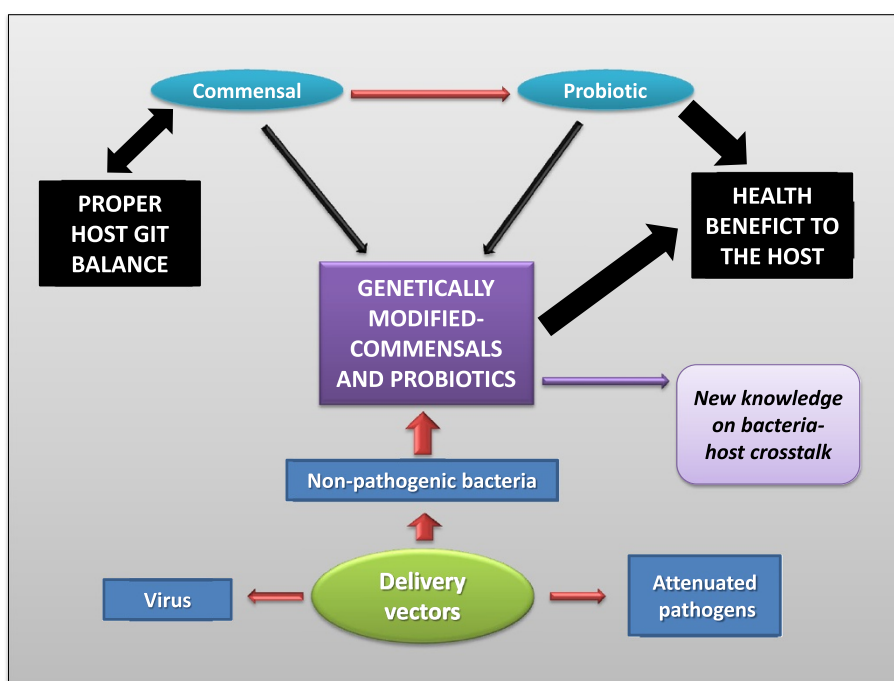 Commensal
Probiotic
PROPER
HOST GIT
BALANCE
HEALTH
BENEFICT TO
THE HOST
GENETICALLY
MODIFIED-
COMMENSALS
AND PROBIOTICS
New knowledge
on bacteria-
host crosstalk
Non-pathogenic bacteria
Delivery
vectors
Virus
Attenuated
pathogens